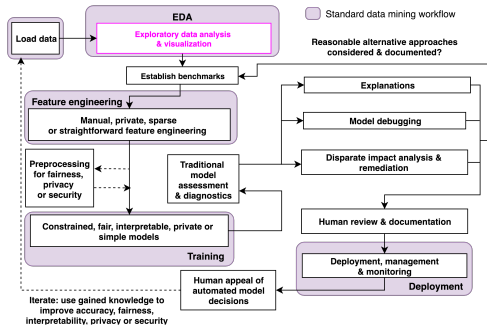 EDA
Standard data mining workflow
Load data
Exploratory data analysis
& visualization
Reasonable alternative approaches
considered & documented?
Establish benchmarks
Explanations
Feature engineering
Manual, private, sparse
or straightforward feature engineering
Model debugging
Preprocessing
for fairness,
privacy
or security
Traditional
model
assessment
& diagnostics
Disparate impact analysis &
remediation
Constrained, fair, interpretable, private or
simple models
Training
Human review & documentation
Deployment, management
& monitoring
Deployment
Human appeal of
automated model
decisions
Iterate: use gained knowledge to
improve accuracy, fairness,
interpretability, privacy or security